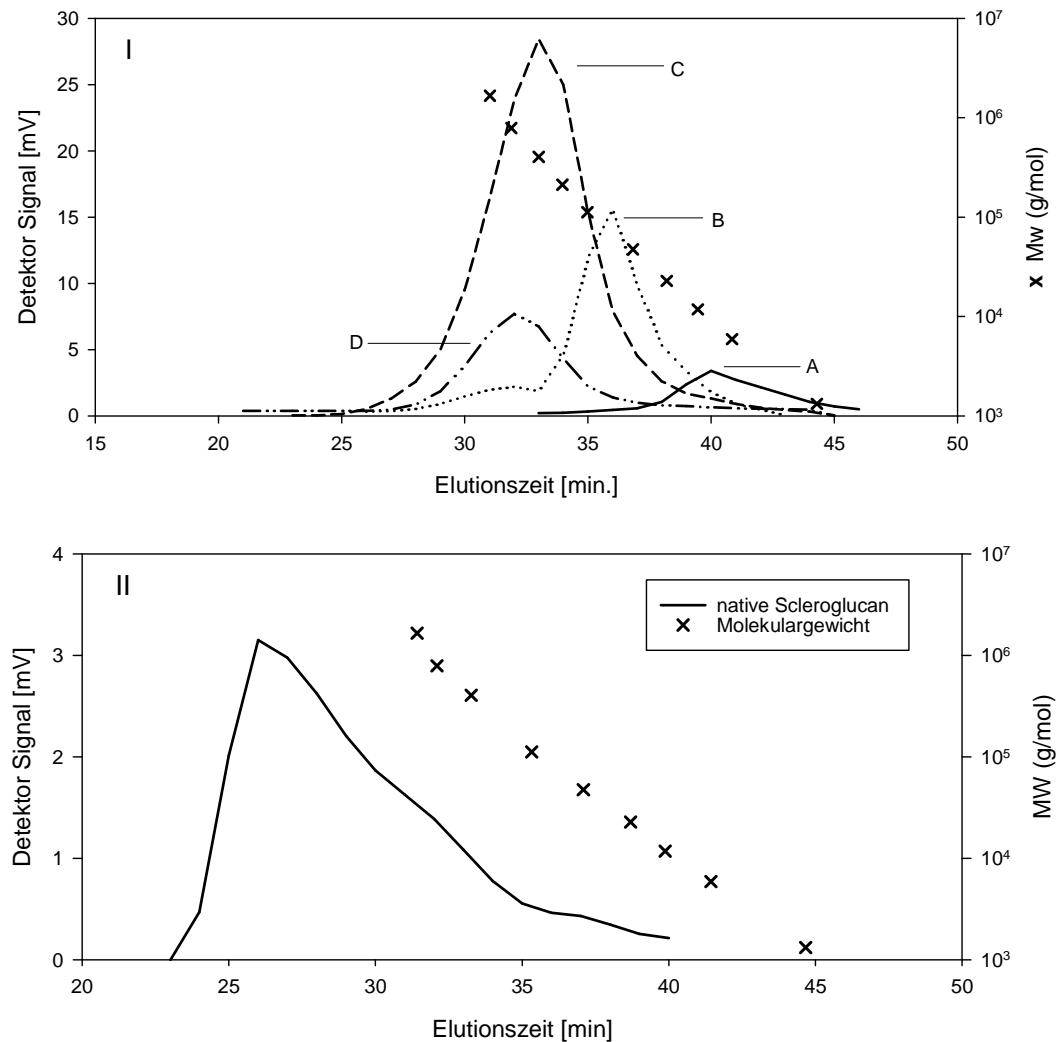 I
Detektor Signal [mV]
30
25
20
15
10
5
0
C
B
D
A
10⁷
10⁶
10⁵
10⁴
10³
x Mw (g/mol)
15 20 25 30 35 40 45 50
Elutionszeit [min.]
II
Detektor Signal [mV]
4
3
2
1
0
native Scleroglucan
Molekulargewicht
10⁷
10⁶
10⁵
10⁴
10³
MW (g/mol)
20 25 30 35 40 45 50
Elutionszeit [min]